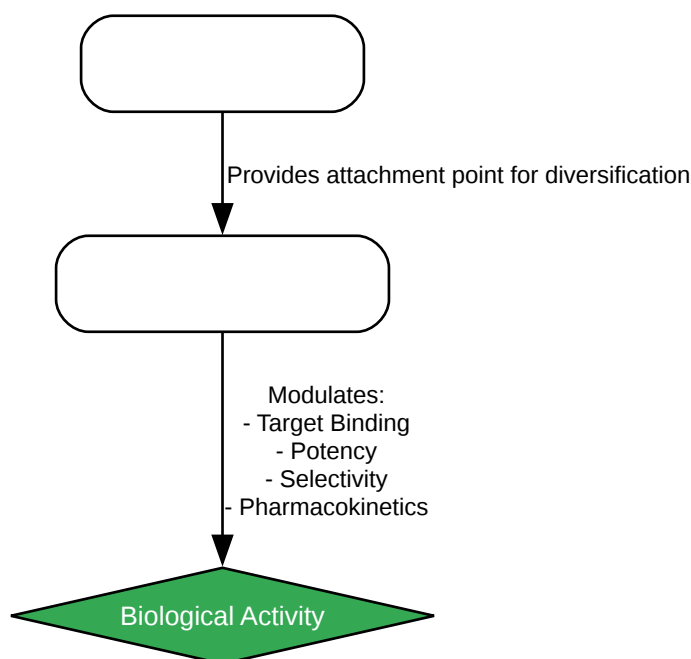 Provides attachment point for diversification
Modulates:
- Target Binding
- Potency
- Selectivity
- Pharmacokinetics
Biological Activity